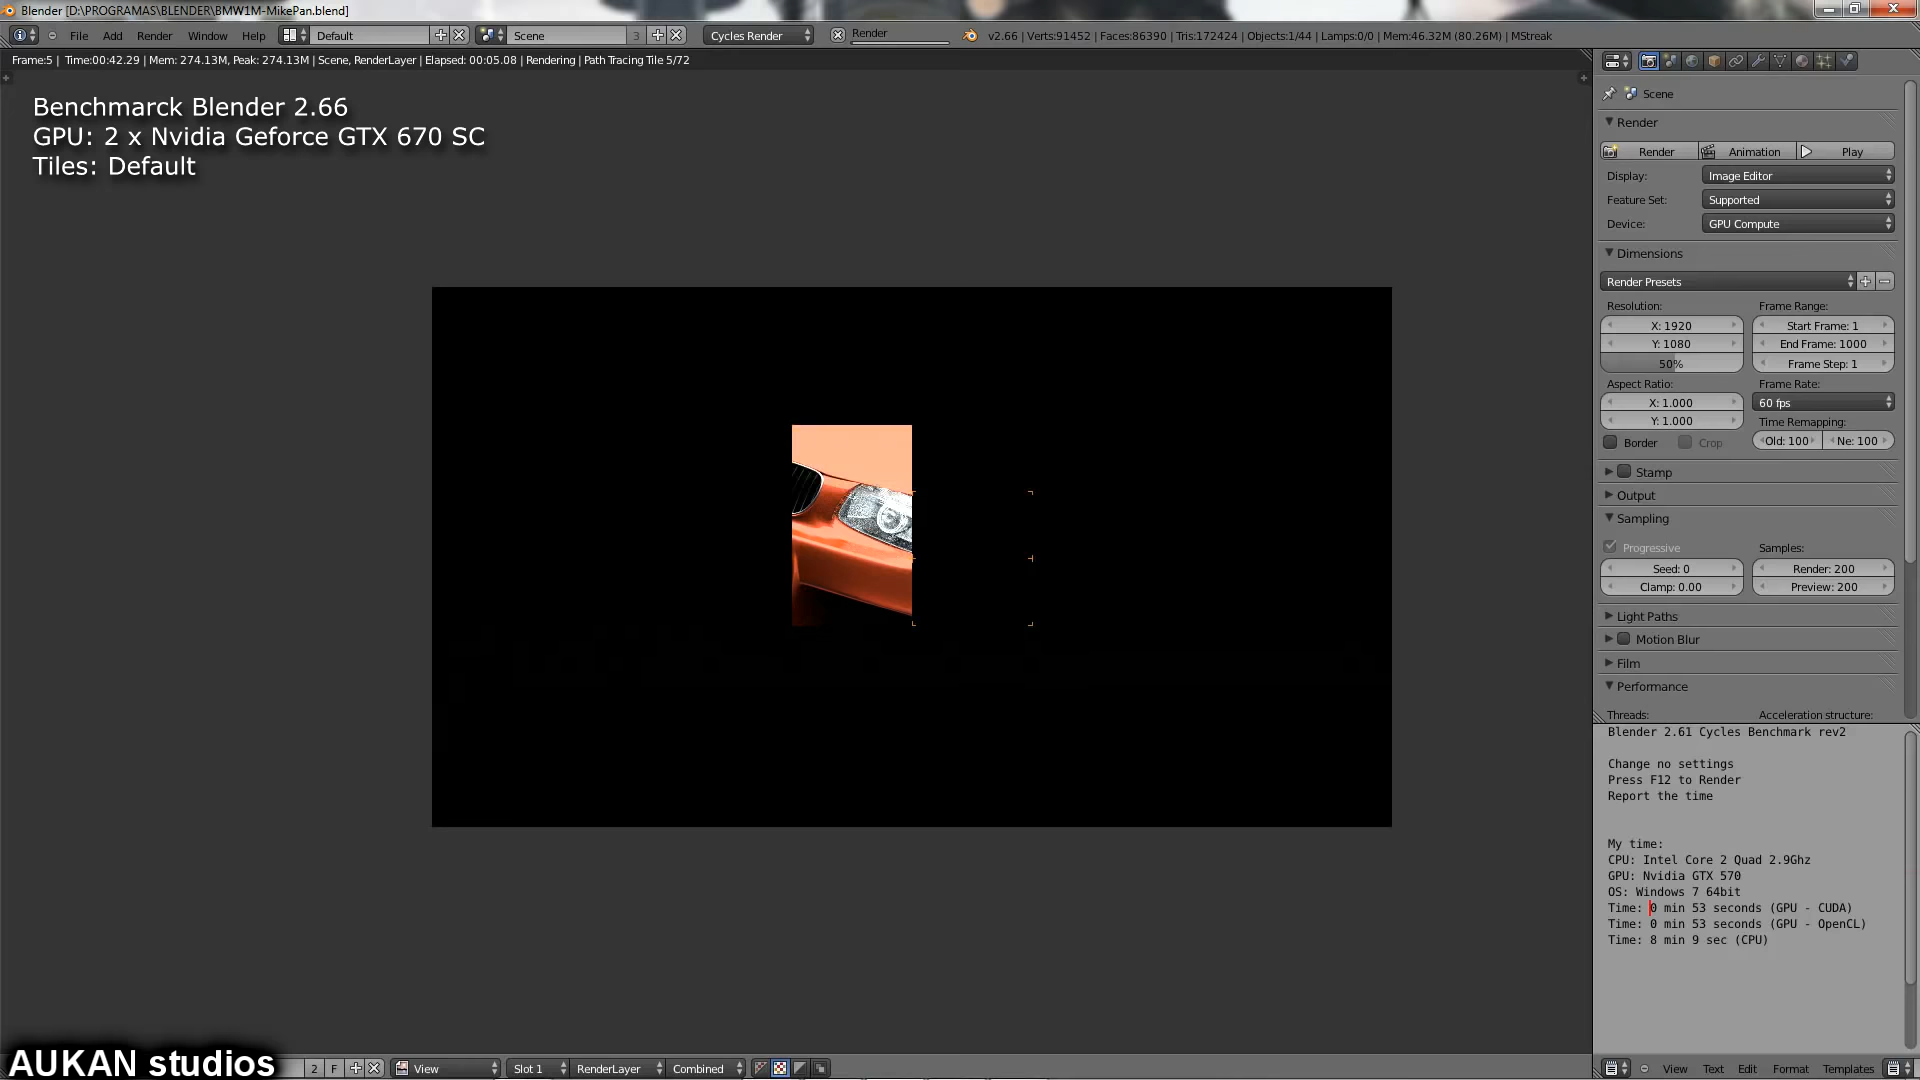 Blender [D:\PROGRAMAS\BLENDER\BMW1M-MikePan.blend]
File Add Render Window Help Default Scene 3 Cycles Render Render v2.66 | Verts:91452 | Faces:86390 | Tris:172424 | Objects:1/44 | Lamps:0/0 | Mem:46.32M (80.26M) | MStreak
Frame:5 | Time:00:42.29 | Mem: 274.13M, Peak: 274.13M | Scene, RenderLayer | Elapsed: 00:05.08 | Rendering | Path Tracing Tile 5/72
Benchmarck Blender 2.66
GPU: 2 x Nvidia Geforce GTX 670 SC
Tiles: Default
Scene
Render
Render Animation Play
Display: Image Editor
Feature Set: Supported
Device: GPU Compute
Dimensions
Render Presets
Resolution: Frame Range:
X: 1920 Start Frame: 1
Y: 1080 End Frame: 1000
50% Frame Step: 1
Aspect Ratio: Frame Rate:
X: 1.000 60 fps
Y: 1.000 Time Remapping:
Border Crop Old: 100 Ne: 100
Stamp
Output
Sampling
Progressive Samples:
Seed: 0 Render: 200
Clamp: 0.00 Preview: 200
Light Paths
Motion Blur
Film
Performance
Threads: Acceleration structure:
Blender 2.61 Cycles Benchmark rev2
Change no settings
Press F12 to Render
Report the time
My time:
CPU: Intel Core 2 Quad 2.9Ghz
GPU: Nvidia GTX 570
OS: Windows 7 64bit
Time: 0 min 53 seconds (GPU - CUDA)
Time: 0 min 53 seconds (GPU - OpenCL)
Time: 8 min 9 sec (CPU)
AUKAN studios
2 F View Slot 1 RenderLayer Combined
View Text Edit Format Templates